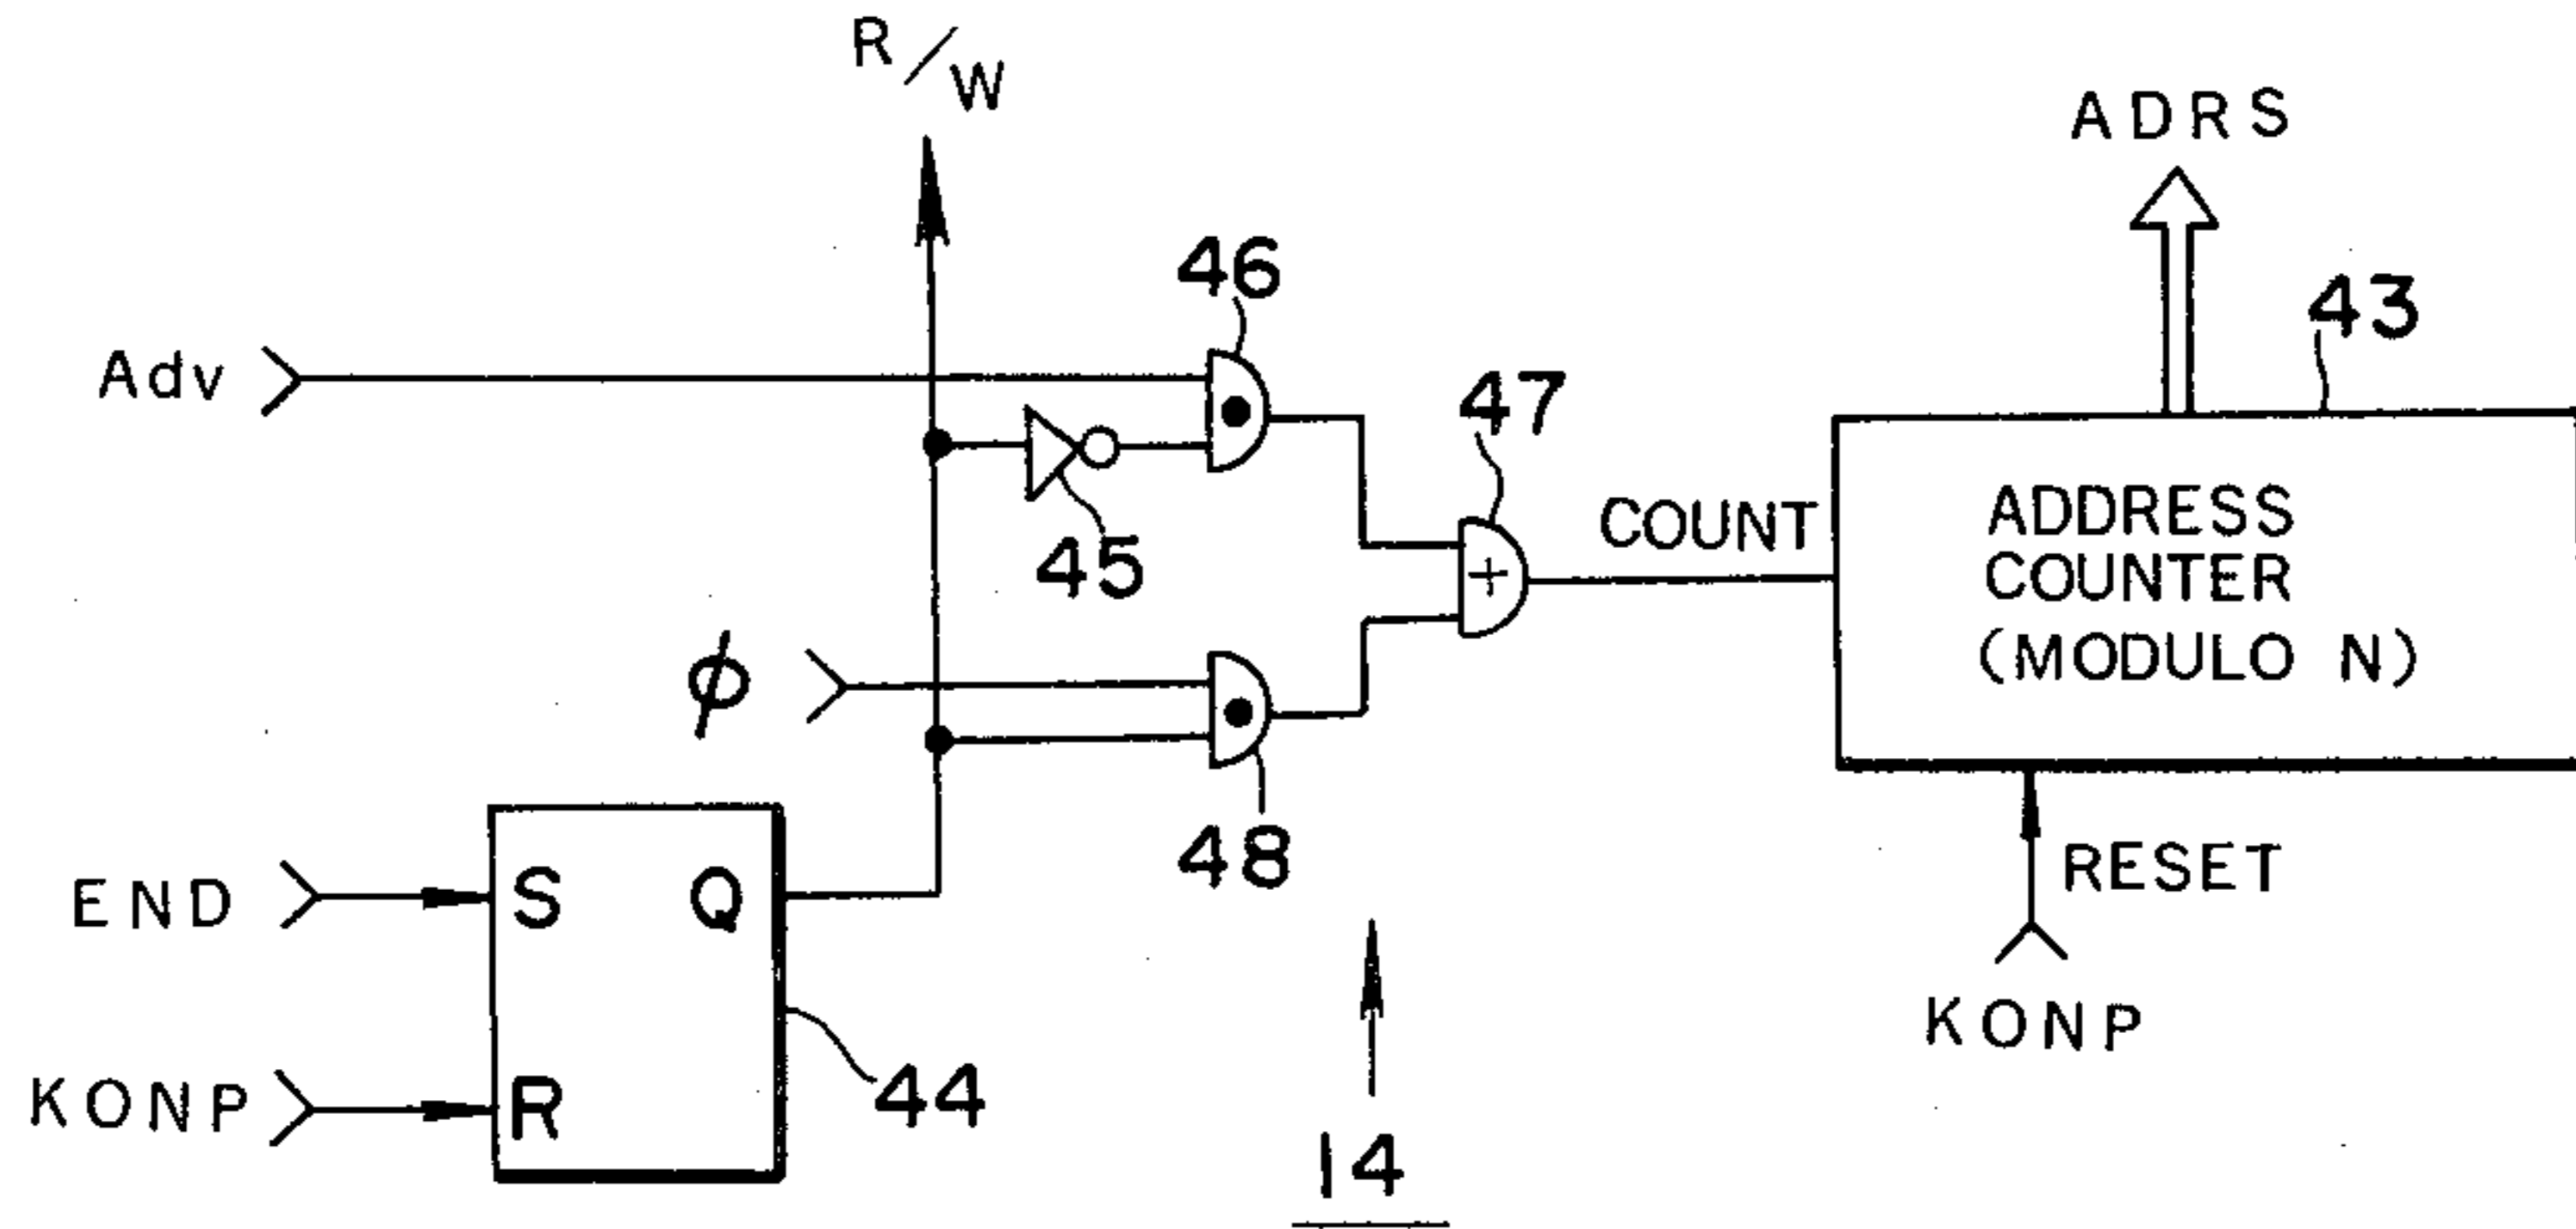 R/W
ADRS
46
43
Adv
47
COUNT
ADDRESS
COUNTER
(MODULO N)
45
ϕ
48
RESET
END
S
Q
KONP
R
44
KONP
14